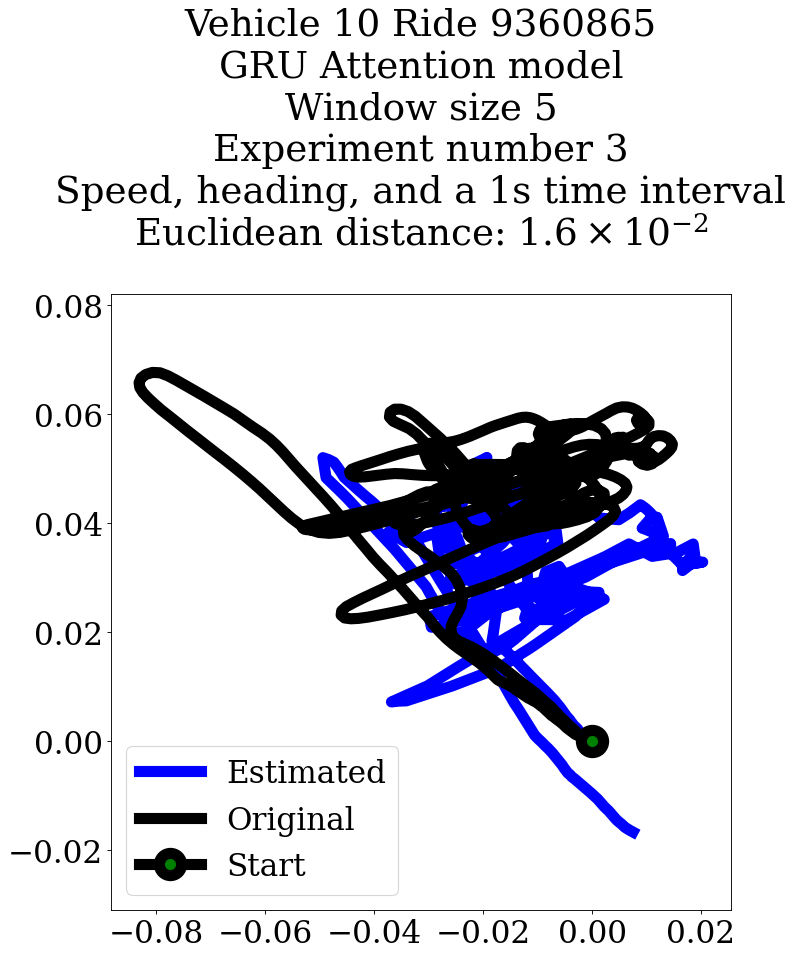 Vehicle 10 Ride 9360865
GRU Attention model
Window size 5
Experiment number 3
Speed, heading, and a 1s time interval
Euclidean distance: 1.6 × 10⁻²
0.08
0.06
0.04
0.02
0.00
−0.02
Estimated
Original
Start
−0.08 −0.06 −0.04 −0.02 0.00 0.02